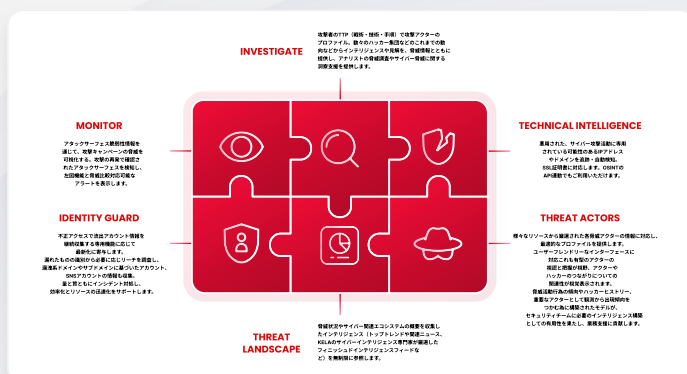 INVESTIGATE
攻撃者のTTP（戦術・技術・手順）で攻撃アクターの
プロファイル、数々のハッカー集団などのこれまでの動
向などからインテリジェンスや見解を、脅威情報とともに
提供し、アナリストの脅威調査やサイバー脅威に関する
洞察支援を提供します。
MONITOR
アタックサーフェス脆弱性情報を
通じて、攻撃キャンペーンの脅威を
可視化する。攻撃の再発で確認さ
れたアタックサーフェスを検知し、
左図機能と脅威比較対応可能な
アラートを表示します。
TECHNICAL INTELLIGENCE
悪用された、サイバー攻撃活動に専用
されている可能性のあるIPアドレス
やドメインを追跡・自動検知。
SSL証明書に対応します。OSINTの
API連動でもご利用いただけます。
IDENTITY GUARD
不正アクセスで流出アカウント情報を
継続収集する専用機能に応じて
最新化に寄与します。
漏れたものの識別から必要に応じリーチを調査し、
関連ドメインやサブドメインに基づいたアカウント、
SNSアカウントの情報も収集。
量と質ともにインシデント対処し、
効率化とリソースの迅速化をサポートします。
THREAT ACTORS
様々なリソースから厳選された各脅威アクターの情報に対応し、
最適的なプロファイルを提供します。
ユーザーフレンドリーなインターフェースに
対応これも有型のアクターの
視認と把握が視野、アクターや
ハッカーのつながりについての
関連性が視覚表示されます。
脅威活動行為の傾向やハッカーヒストリー、
重要なアクターとして観測から出現傾向を
つかむ為に構築されたモデルが、
セキュリティチームに必要のインテリジェンス構築
としての有用性を果たし、業務支援に貢献します。
THREAT
LANDSCAPE
脅威状況やサイバー関連エコシステムの概要を収集し
たインテリジェンス（トップトレンドや関連ニュース、
KELAのサイバーインテリジェンス専門家が厳選した
フィニッシュドインテリジェンスフィードな
ど）を無制限に参照します。